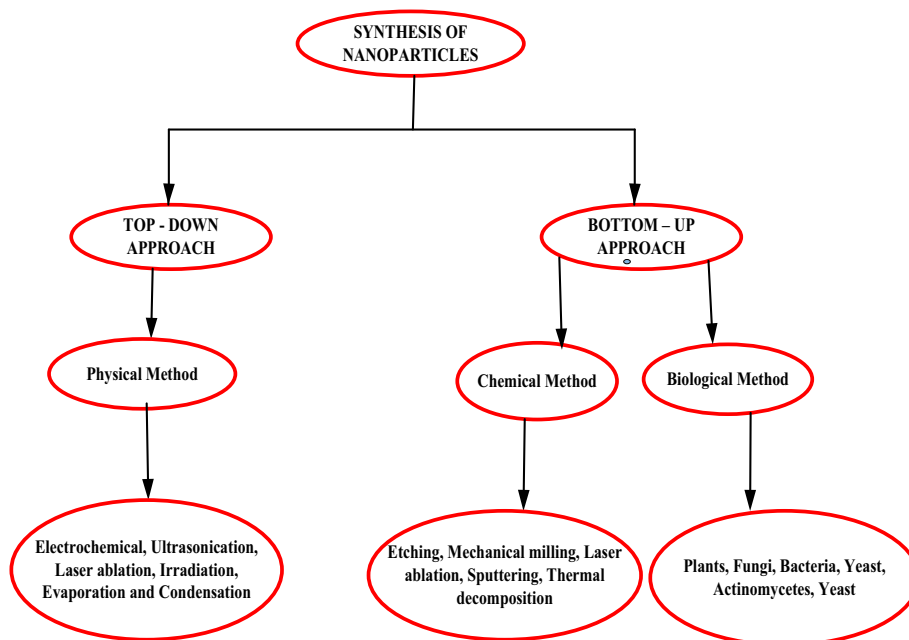 SYNTHESIS OF
NANOPARTICLES
TOP - DOWN
APPROACH
BOTTOM – UP
APPROACH
Physical Method
Chemical Method
Biological Method
Electrochemical, Ultrasonication,
Laser ablation, Irradiation,
Evaporation and Condensation
Etching, Mechanical milling, Laser
ablation, Sputtering, Thermal
decomposition
Plants, Fungi, Bacteria, Yeast,
Actinomycetes, Yeast